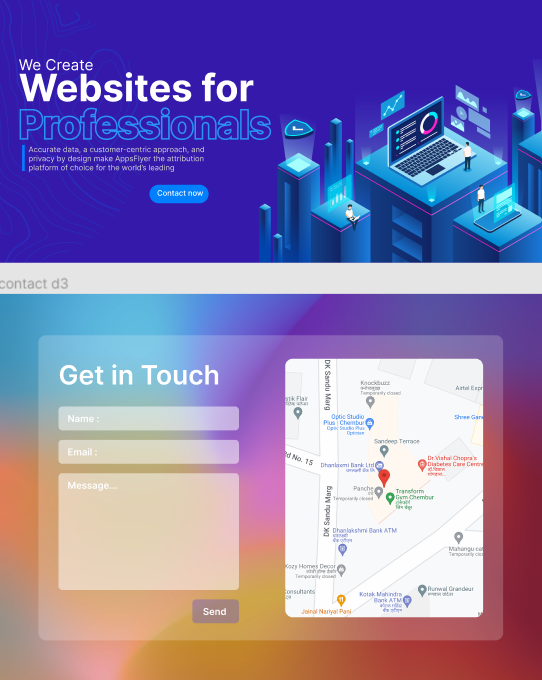 We Create
Websites for
Professionals
Accurate data, a customer-centric approach, and
privacy by design make AppsFlyer the attribution
platform of choice for the world's leading
Contact now
contact d3
Get in Touch
Name :
Email :
Message...
Send
DK Sandu Marg
Knockbuzz
Temporarily closed
Airtel Expr
Flair
Optic Studio
Plus : Chembur
Optic Studio Plus
Optician
Shree Gan
Sandeep Terrace
Rd No. 15
Dhanlaxmi Bank Ltd
Dr.Vishal Chopra's
Diabetes Care Centre
Panche
Temporarily closed
Transform
Gym Chembur
DK Sandu Marg
Dhanlakshmi Bank ATM
Mahangu cat
Temporarily closed
Kozy Homes Decor
Temporarily closed
Consultants
Kotak Mahindra
Bank ATM
Runwal Grandeur
Jainal Nariyal Pani